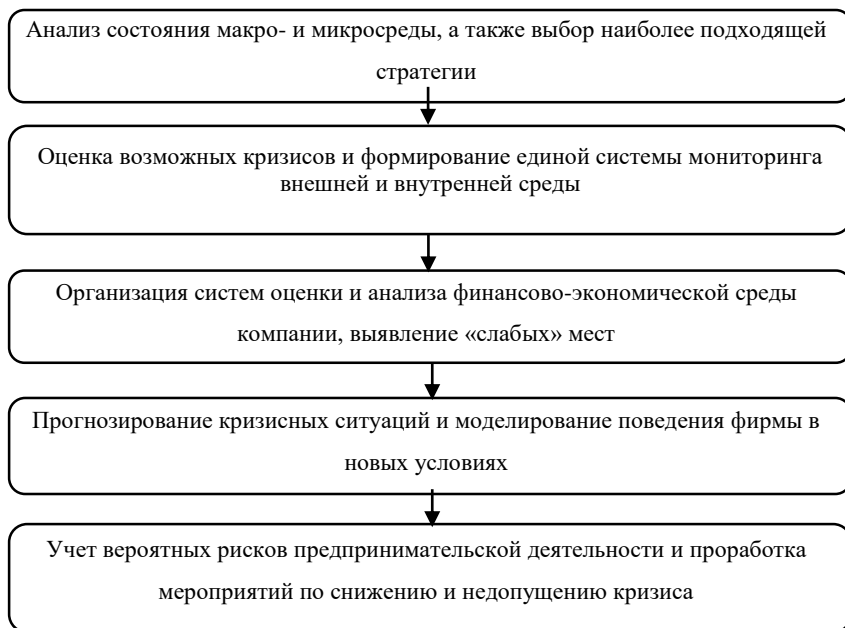 Анализ состояния макро- и микросреды, а также выбор наиболее подходящей
стратегии
Оценка возможных кризисов и формирование единой системы мониторинга
внешней и внутренней среды
Организация систем оценки и анализа финансово-экономической среды
компании, выявление «слабых» мест
Прогнозирование кризисных ситуаций и моделирование поведения фирмы в
новых условиях
Учет вероятных рисков предпринимательской деятельности и проработка
мероприятий по снижению и недопущению кризиса